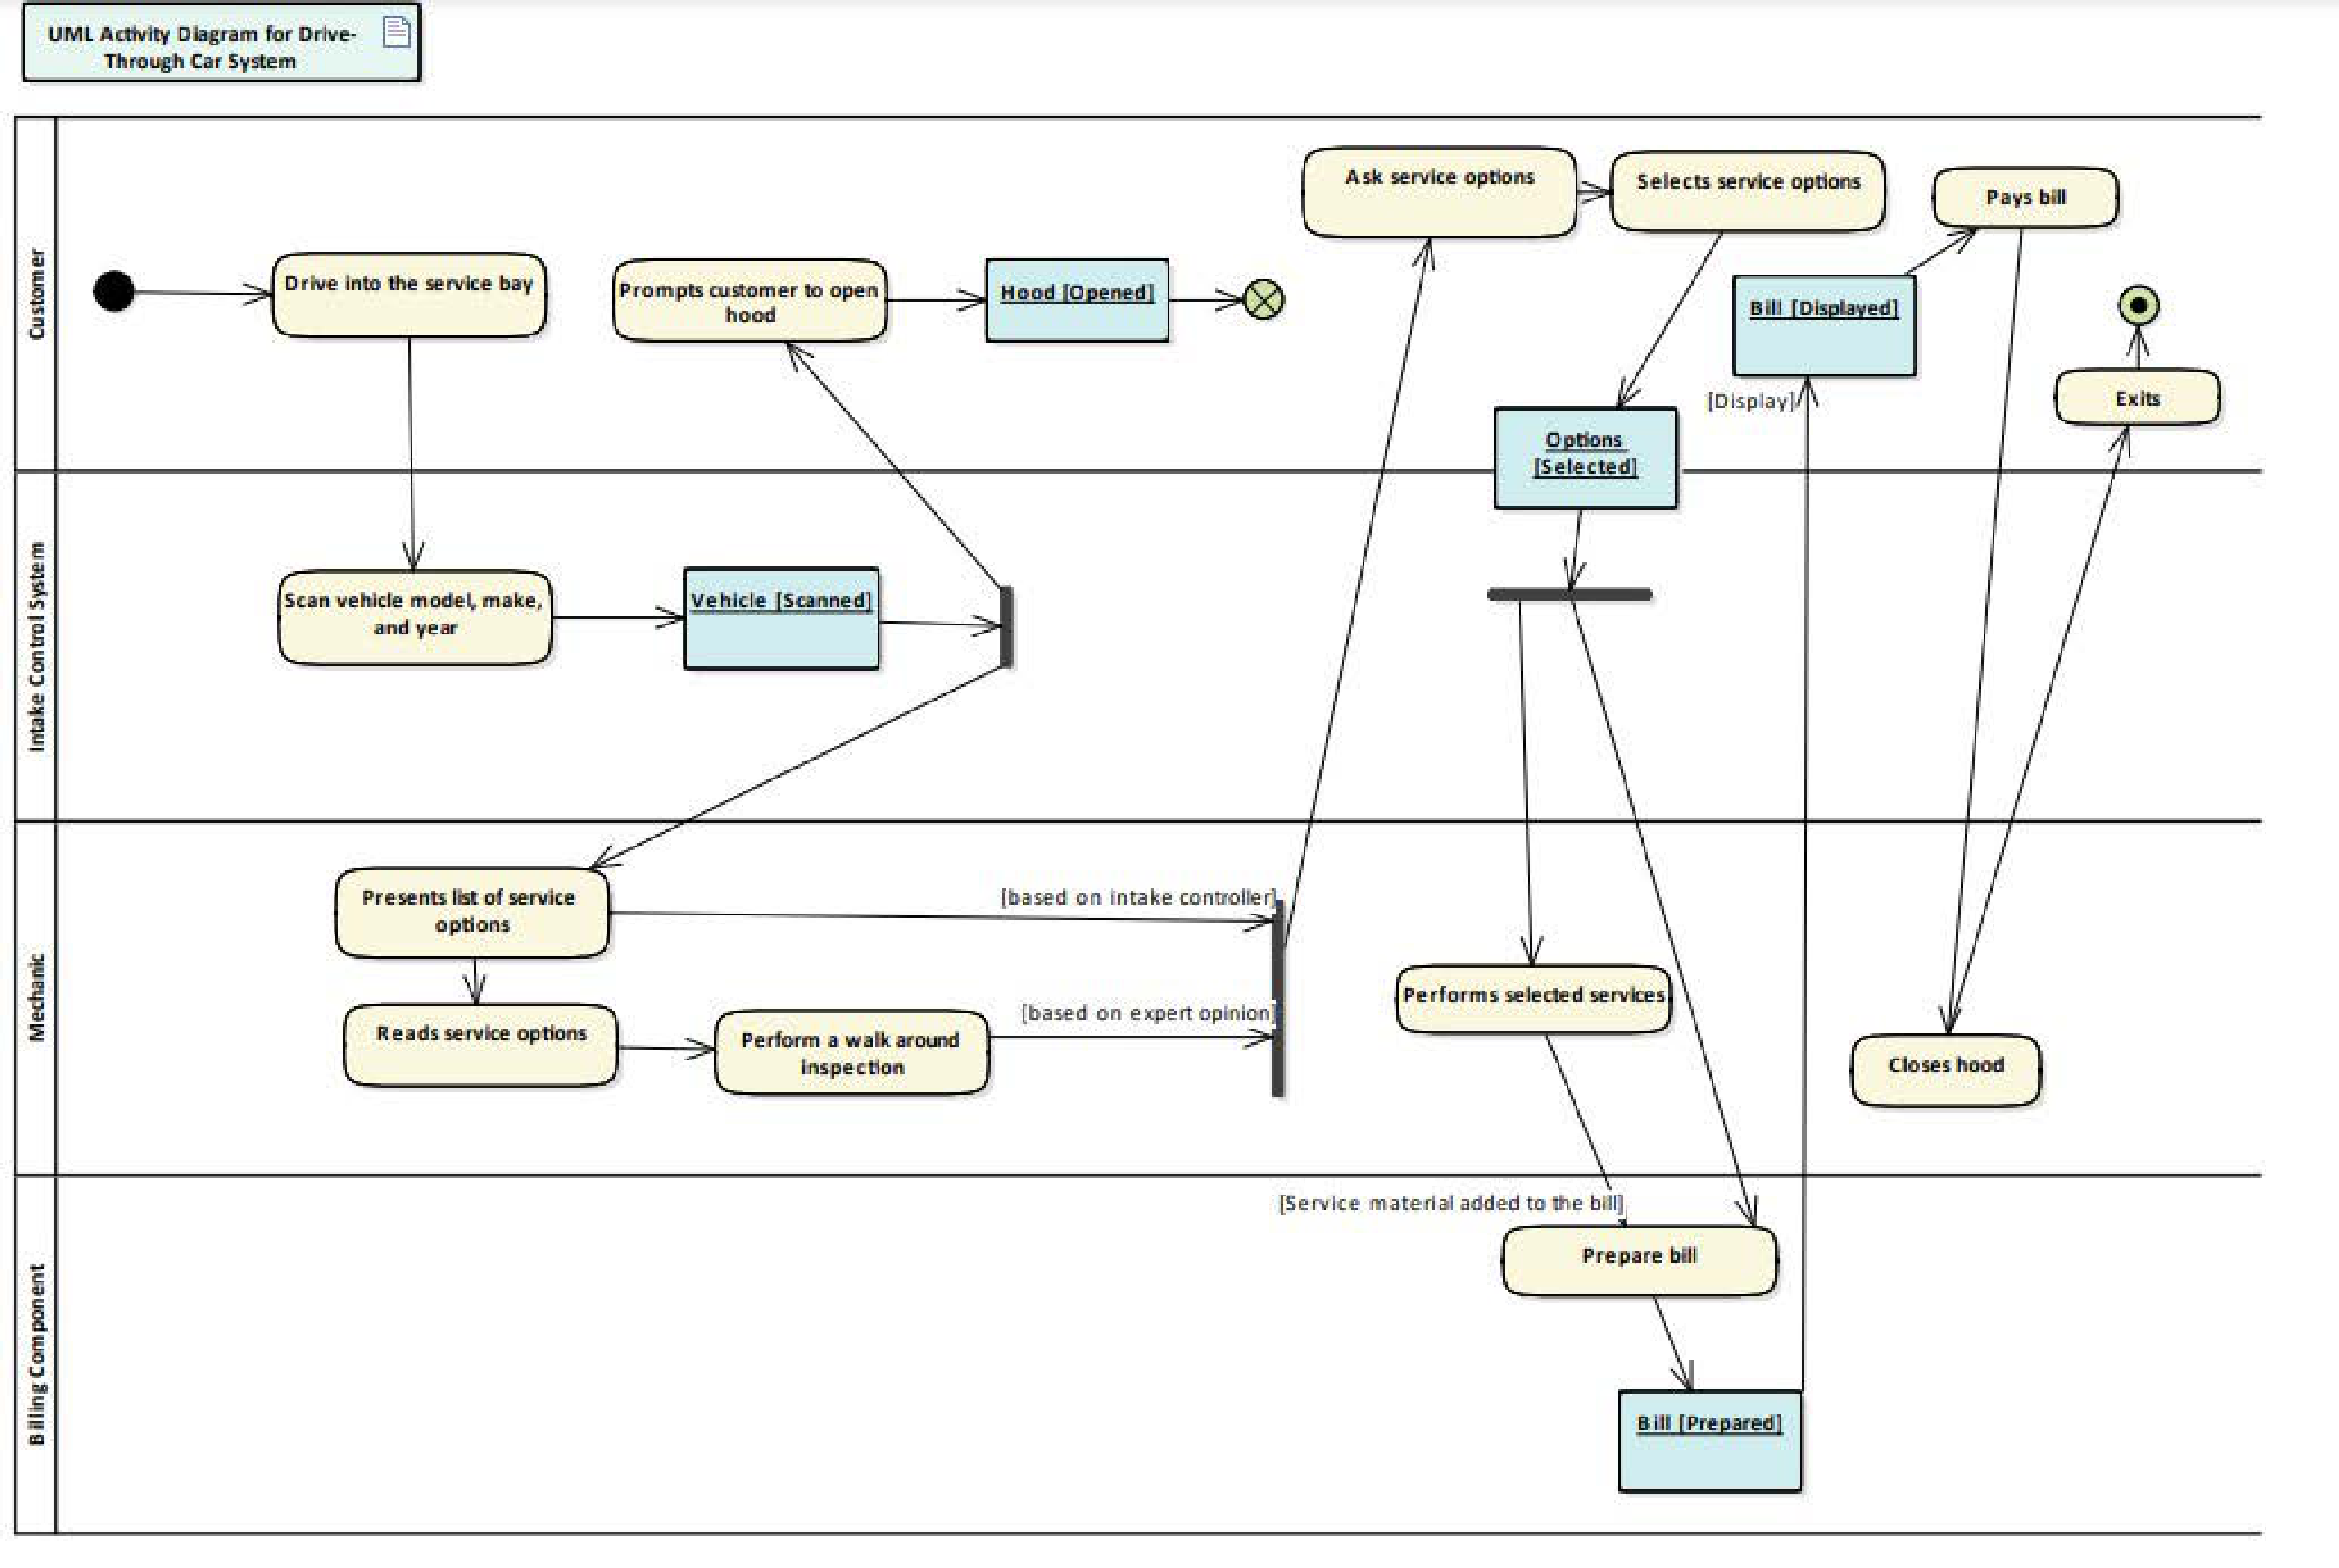 UML Activity Diagram for Drive-
Through Car System
Customer
Ask service options
Selects service options
Pays bill
Drive into the service bay
Prompts customer to open
hood
Hood [Opened]
Bill [Displayed]
[Display]
Exits
Options
[Selected]
Intake Control System
Scan vehicle model, make,
and year
Vehicle [Scanned]
Mechanic
Presents list of service
options
[based on intake controller]
Reads service options
Perform a walk around
inspection
[based on expert opinion]
Performs selected services
Closes hood
Billing Component
[Service material added to the bill]
Prepare bill
Bill [Prepared]